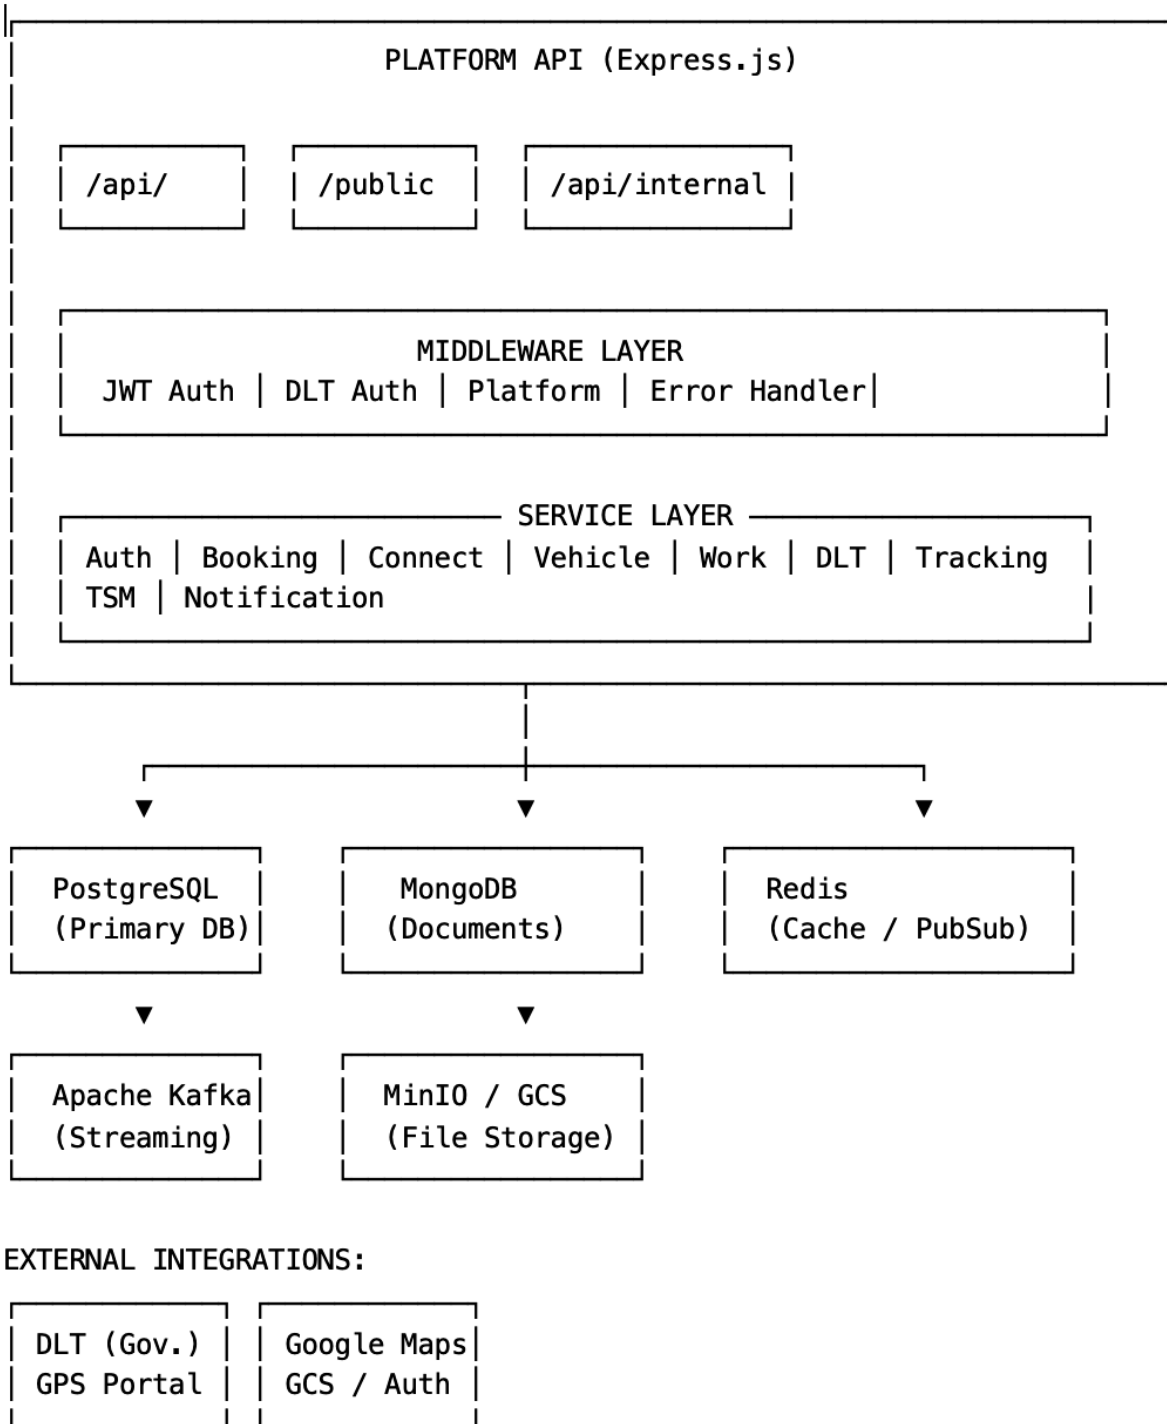 PLATFORM API (Express.js)
/api/ /public /api/internal
MIDDLEWARE LAYER
JWT Auth | DLT Auth | Platform | Error Handler|
SERVICE LAYER
Auth | Booking | Connect | Vehicle | Work | DLT | Tracking
TSM | Notification
PostgreSQL MongoDB Redis
(Primary DB) (Documents) (Cache / PubSub)
Apache Kafka MinIO / GCS
(Streaming) (File Storage)
EXTERNAL INTEGRATIONS:
DLT (Gov.) Google Maps
GPS Portal GCS / Auth